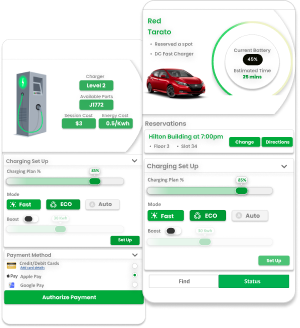 Charger
Level 2
Available Ports
J1772
Session Cost
Energy Cost
$3
0.5/Kwh
Charging Set Up
Charging Plan %
Mode
Fast
ECO
Auto
Boost
Set Up
Payment Method
Credit/Debit Cards
Apple Pay
Google Pay
Authorize Payment
Red
Tarato
Reserved a spot
DC Fast Charger
Current Battery
45%
Estimated Time
25 mins
Reservations
Hilton Building at 7:00pm
Floor 3
Slot 34
Change
Directions
Charging Set Up
Charging Plan %
85%
Mode
Fast
ECO
Auto
Boost
Set Up
Find
Status